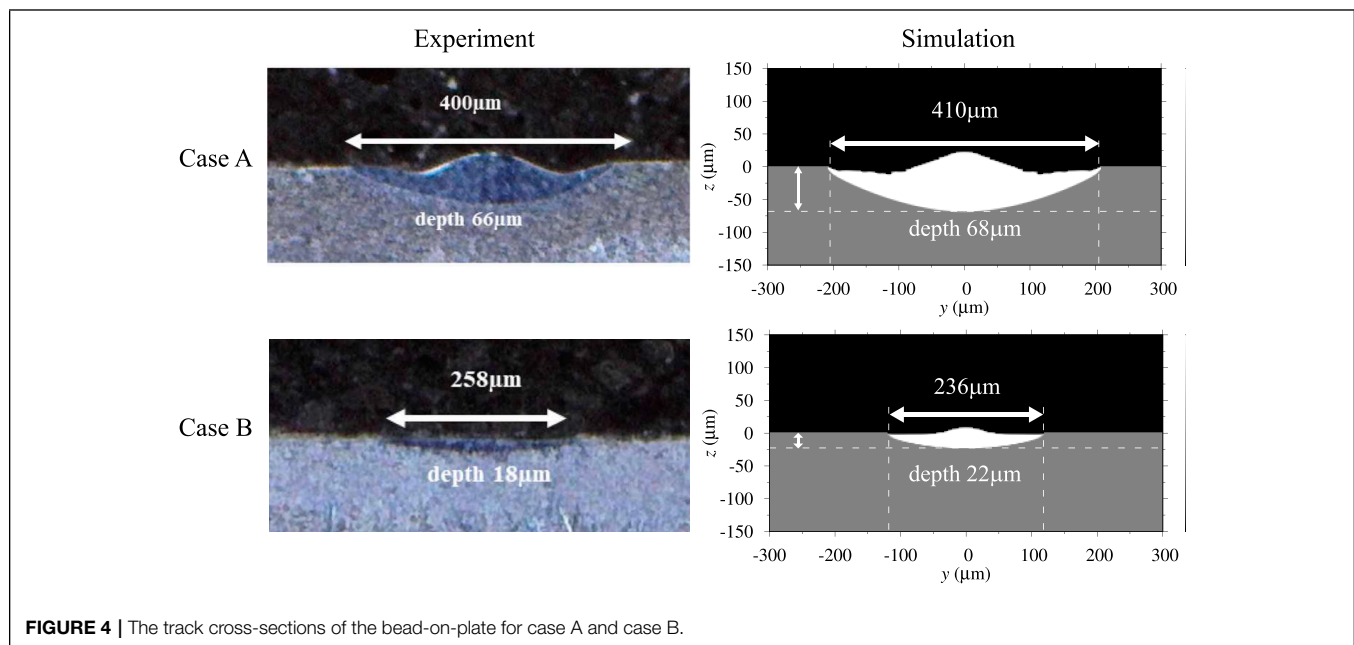 Experiment
Simulation
Case A
400μm
depth 66μm
150
100
50
0
-50
-100
-150
z (μm)
410μm
depth 68μm
-300 -200 -100 0 100 200 300
y (μm)
Case B
258μm
depth 18μm
150
100
50
0
-50
-100
-150
z (μm)
236μm
depth 22μm
-300 -200 -100 0 100 200 300
y (μm)
FIGURE 4 | The track cross-sections of the bead-on-plate for case A and case B.